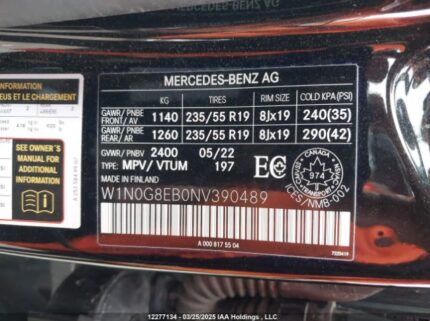 INFORMATION
SEE OWNER'S
MANUAL FOR
ADDITIONAL
INFORMATION
MERCEDES-BENZ AG
KG TIRES RIM SIZE COLD KPA(PSI)
GAWR/ PNBE
FRONT/ AV 1140 235/55 R19 8Jx19 240(35)
GAWR/ PNBE
REAR/ AR 1260 235/55 R19 8Jx19 290(42)
GVWR/ PNBV 2400 05/22
TYPE: MPV/ VTUM 197
EC
CANADA
974
ICES/NMB-002
MADE IN FINLAND
W1N0G8EB0NV390489
A 000 817 55 04
12277134 - 03/25/2025 IAA Holdings , LLC